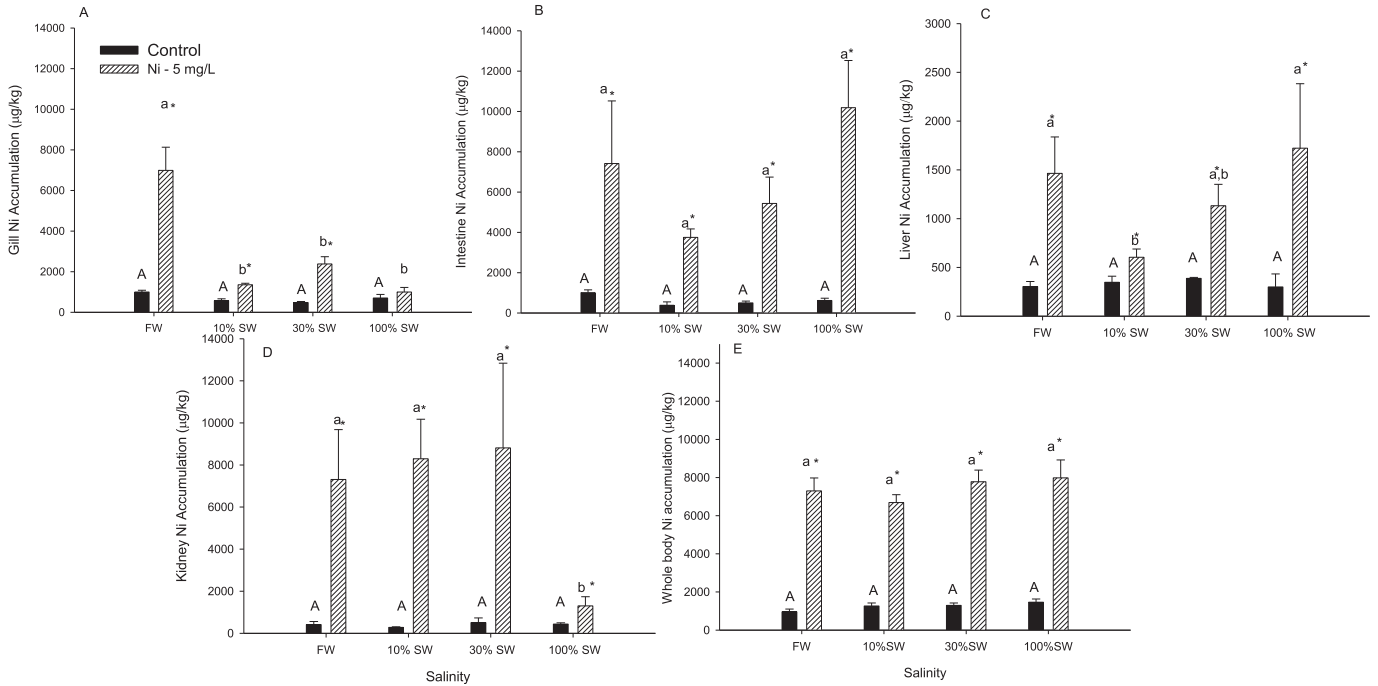 A
14000
12000
10000
8000
6000
4000
2000
0
Gill Ni Accumulation (µg/kg)
Control
Ni - 5 mg/L
A
a*
A
b*
A
b*
A
b
FW
10% SW
30% SW
100% SW
B
14000
12000
10000
8000
6000
4000
2000
0
Intestine Ni Accumulation (µg/kg)
A
a*
A
a*
A
a*
A
a*
FW
10% SW
30% SW
100% SW
C
3000
2500
2000
1500
1000
500
0
Liver Ni Accumulation (µg/kg)
A
a*
A
b*
A
a,b*
A
a*
FW
10% SW
30% SW
100% SW
D
14000
12000
10000
8000
6000
4000
2000
0
Kidney Ni Accumulation (µg/kg)
A
a*
A
a*
A
a*
A
b*
FW
10% SW
30% SW
100% SW
Salinity
E
14000
12000
10000
8000
6000
4000
2000
0
Whole body Ni accumulation (µg/kg)
A
a*
A
a*
A
a*
A
a*
FW
10%SW
30%SW
100%SW
Salinity